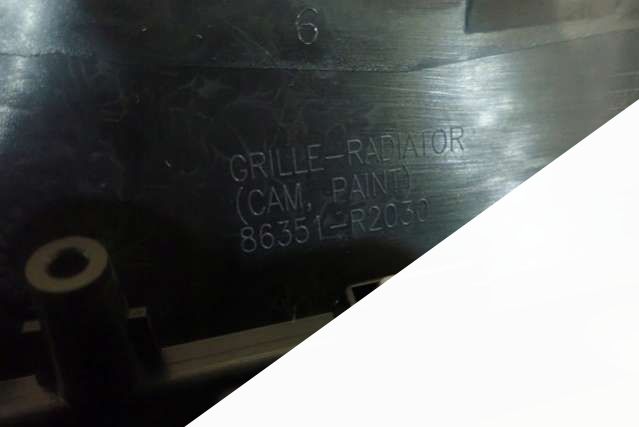 6
GRILLE-RADIATOR
(CAM, PAINT)
86351-R2030